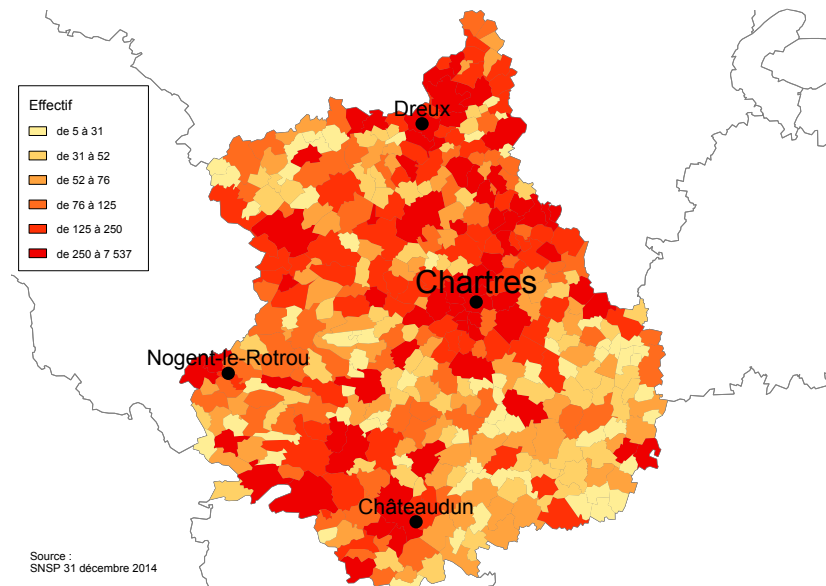 Dreux
Effectif
de 5 à 31
de 31 à 52
de 52 à 76
de 76 à 125
de 125 à 250
de 250 à 7 537
Chartres
Nogent-le-Rotrou
Châteaudun
Source :
SNSP 31 décembre 2014